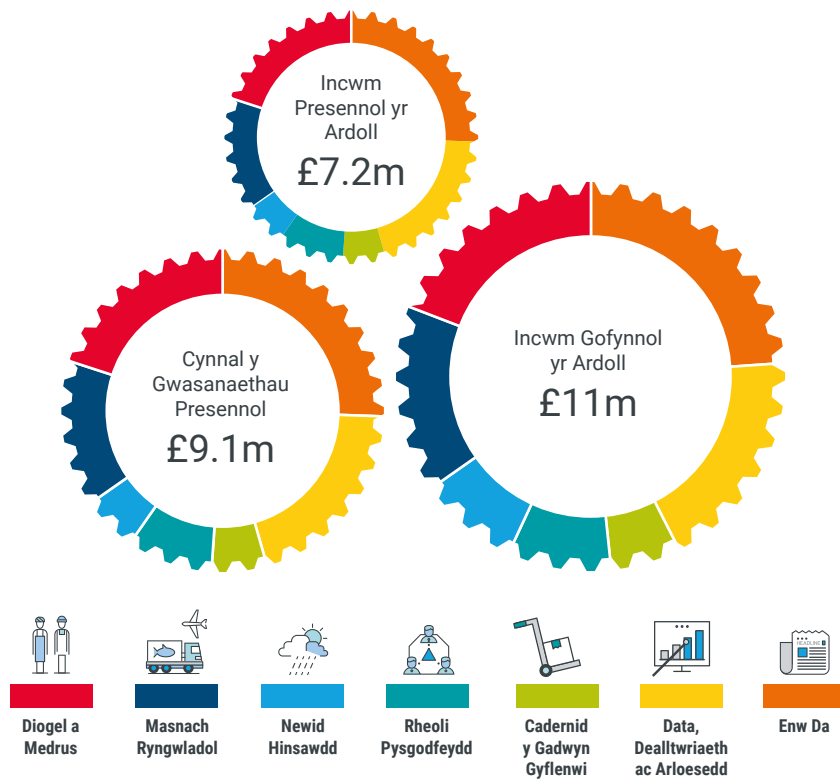 Incwm
Presennol yr
Ardoll
£7.2m
Cynnal y
Gwasanaethau
Presennol
£9.1m
Incwm Gofynnol
yr Ardoll
£11m
HEADLINE
Diogel a
Medrus
Masnach
Ryngwladol
Newid
Hinsawdd
Rheoli
Pysgodfeydd
Cadernid
y Gadwyn
Gyflenwi
Data,
Dealltwriaeth
ac Arloesedd
Enw Da